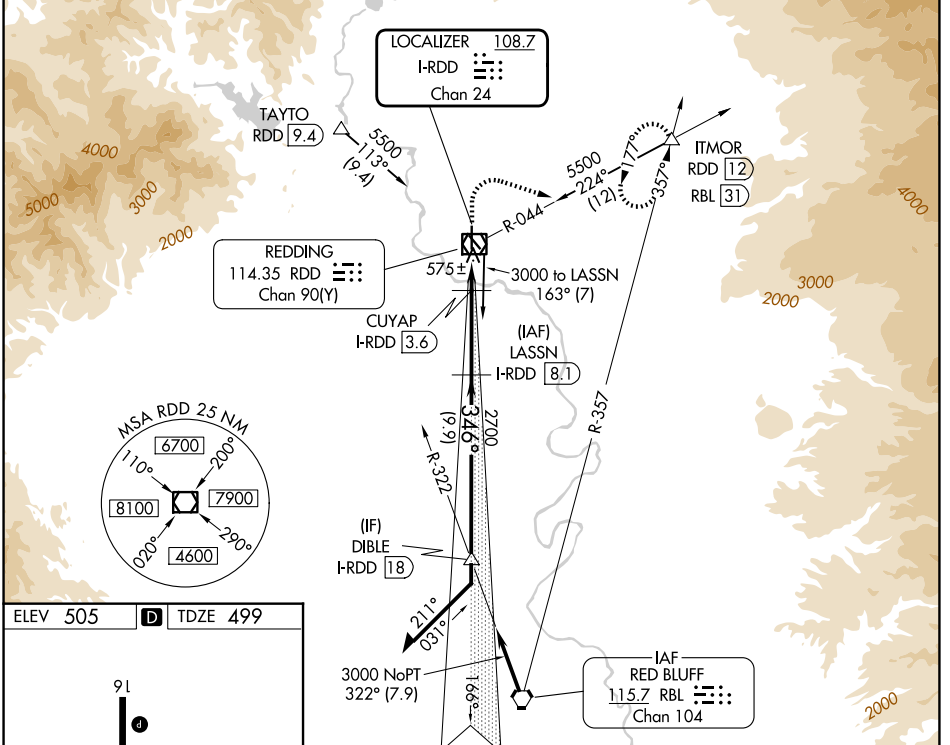 LOCALIZER 108.7
I-RDD
Chan 24
TAYTO
RDD 9.4
5500
113°
(9.4)
ITMOR
RDD 12
RBL 31
177°
357°
5500
224°
(12)
R-044
4000
5000
3000
2000
4000
3000
2000
REDDING
114.35 RDD
Chan 90(Y)
575±
3000 to LASSN
163° (7)
CUYAP
I-RDD 3.6
(IAF)
LASSN
I-RDD 8.1
2700
346°
(9.9)
R-322
R-357
MSA RDD 25 NM
6700
110°
200°
8100
7900
020°
290°
4600
(IF)
DIBLE
I-RDD 18
211°
031°
3000 NoPT
322° (7.9)
166°
IAF
RED BLUFF
115.7 RBL
Chan 104
2000
ELEV 505 D TDZE 499
16
P